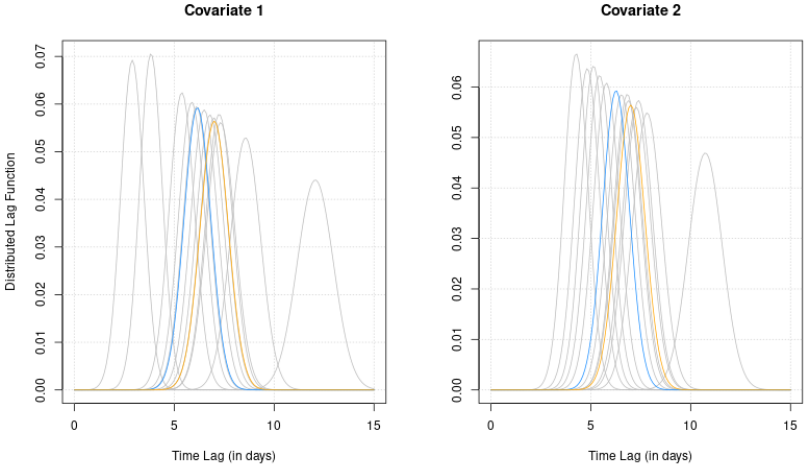 Covariate 1
Distributed Lag Function
0.07
0.06
0.05
0.04
0.03
0.02
0.01
0.00
0 5 10 15
Time Lag (in days)
Covariate 2
0.06
0.05
0.04
0.03
0.02
0.01
0.00
0 5 10 15
Time Lag (in days)